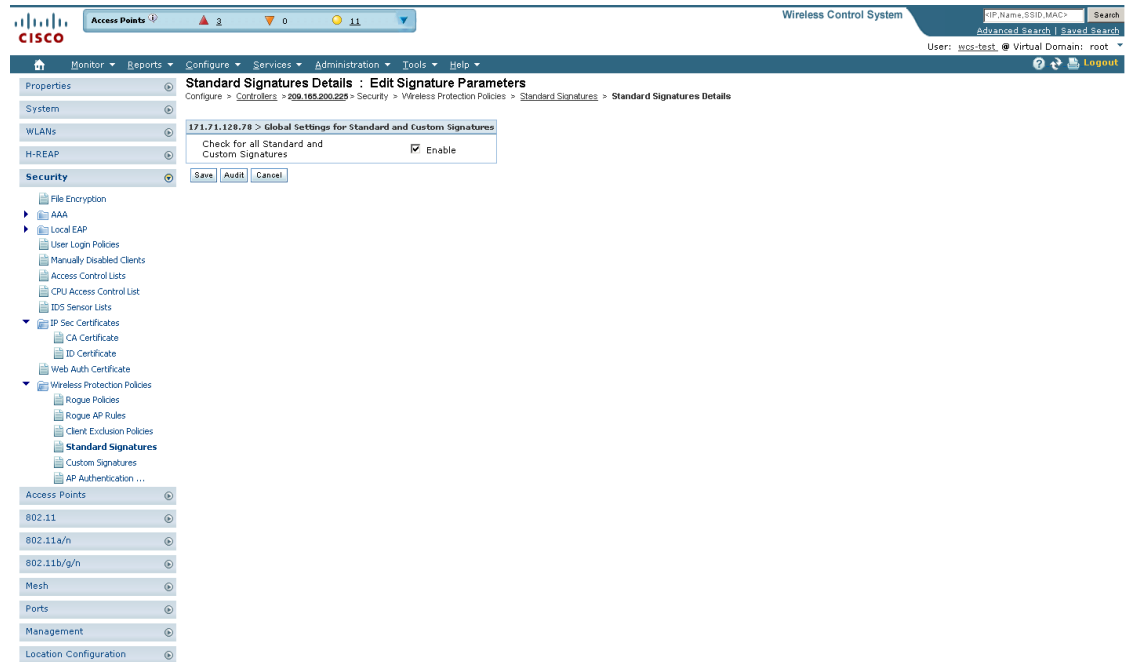 CISCO
Access Points
3
0
11
Wireless Control System
<IP,Name,SSID,MAC>
Search
Advanced Search | Saved Search
User: wcs-test @ Virtual Domain: root
Monitor Reports Configure Services Administration Tools Help
Logout
Properties
System
WLANs
H-REAP
Security
File Encryption
AAA
Local EAP
User Login Policies
Manually Disabled Clients
Access Control Lists
CPU Access Control List
IDS Sensor Lists
IP Sec Certificates
CA Certificate
ID Certificate
Web Auth Certificate
Wireless Protection Policies
Rogue Policies
Rogue AP Rules
Client Exclusion Policies
Standard Signatures
Custom Signatures
AP Authentication ...
Access Points
802.11
802.11a/n
802.11b/g/n
Mesh
Ports
Management
Location Configuration
Standard Signatures Details : Edit Signature Parameters
Configure > Controllers > 209.165.200.225 > Security > Wireless Protection Policies > Standard Signatures > Standard Signatures Details
171.71.128.78 > Global Settings for Standard and Custom Signatures
Check for all Standard and
Custom Signatures
Enable
Save Audit Cancel